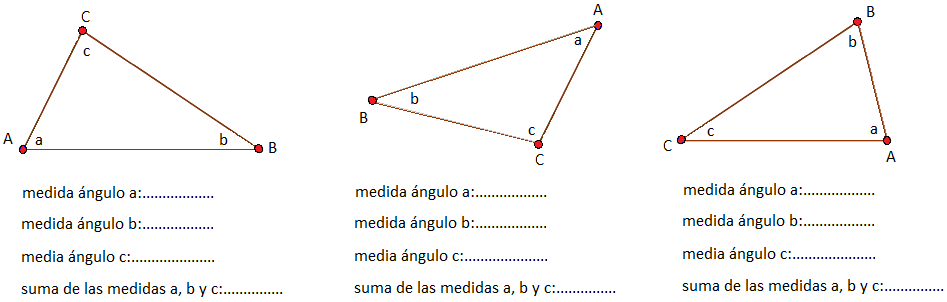 C
c
A
a
b
B
medida ángulo a:..................
medida ángulo b:..................
media ángulo c:.....................
suma de las medidas a, b y c:...............
A
a
b
B
c
C
medida ángulo a:..................
medida ángulo b:..................
media ángulo c:.....................
suma de las medidas a, b y c:...............
B
b
c
a
C
A
medida ángulo a:..................
medida ángulo b:..................
media ángulo c:.....................
suma de las medidas a, b y c:...............